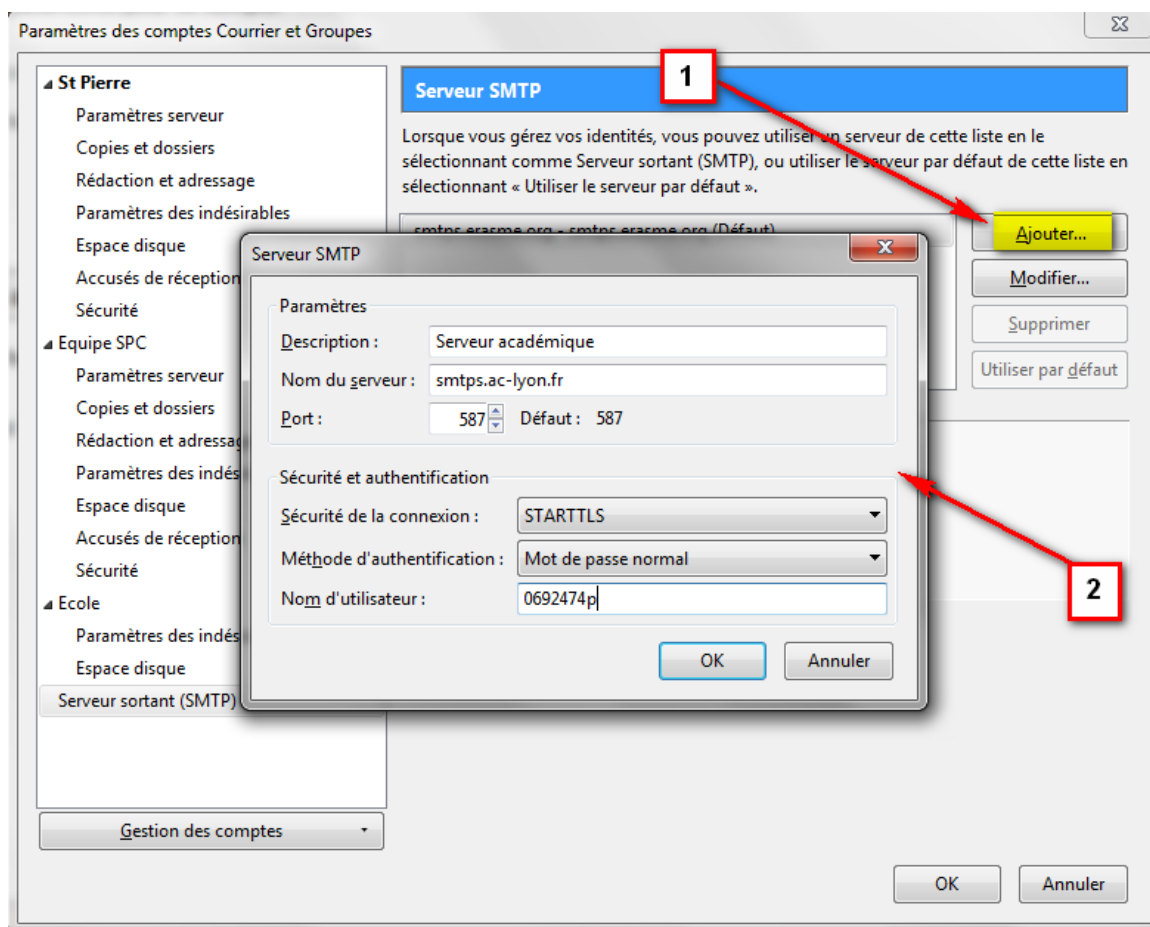 Paramètres des comptes Courrier et Groupes
St Pierre
Paramètres serveur
Copies et dossiers
Rédaction et adressage
Paramètres des indésirables
Espace disque
Accusés de réception
Sécurité
Equipe SPC
Paramètres serveur
Copies et dossiers
Rédaction et adressag
Paramètres des indés
Espace disque
Accusés de réception
Sécurité
Ecole
Paramètres des indés
Espace disque
Serveur sortant (SMTP)
Gestion des comptes
Serveur SMTP
1
Lorsque vous gérez vos identités, vous pouvez utiliser un serveur de cette liste en le
sélectionnant comme Serveur sortant (SMTP), ou utiliser le serveur par défaut de cette liste en
sélectionnant « Utiliser le serveur par défaut ».
smtps.erasme.org - smtps.erasme.org (Défaut)
Ajouter...
Modifier...
Supprimer
Utiliser par défaut
Serveur SMTP
Paramètres
Description : Serveur académique
Nom du serveur : smtps.ac-lyon.fr
Port : 587 Défaut : 587
Sécurité et authentification
Sécurité de la connexion : STARTTLS
Méthode d'authentification : Mot de passe normal
Nom d'utilisateur : 0692474p
OK Annuler
2
OK Annuler